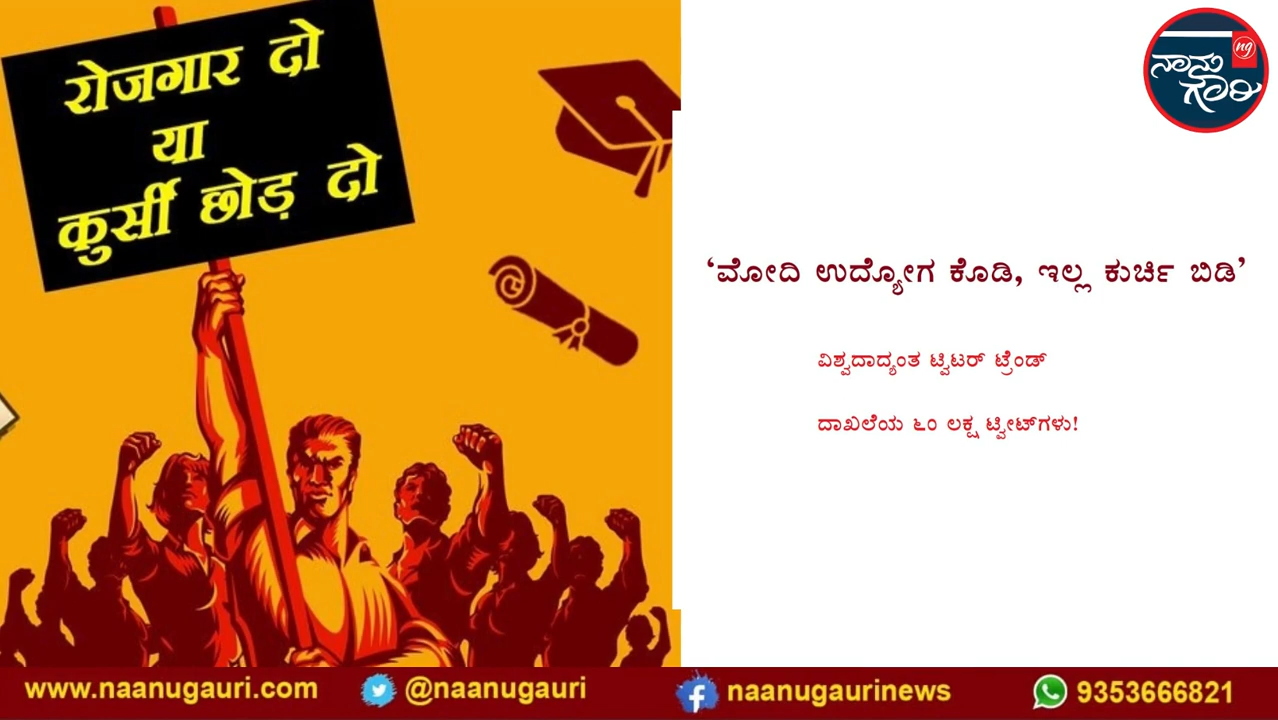 रोजगार दो
या
कुर्सी छोड़ दो
ng
ನಾನು
ಗೌರಿ
‘ಮೋದಿ ಉದ್ಯೋಗ ಕೊಡಿ, ಇಲ್ಲ ಕುರ್ಚಿ ಬಿಡಿ’
ವಿಶ್ವದಾದ್ಯಂತ ಟ್ವಿಟರ್ ಟ್ರೆಂಡ್
ದಾಖಲೆಯ ೬೦ ಲಕ್ಷ ಟ್ವೀಟ್‌ಗಳು!
www.naanugauri.com @naanugauri naanugaurinews 9353666821